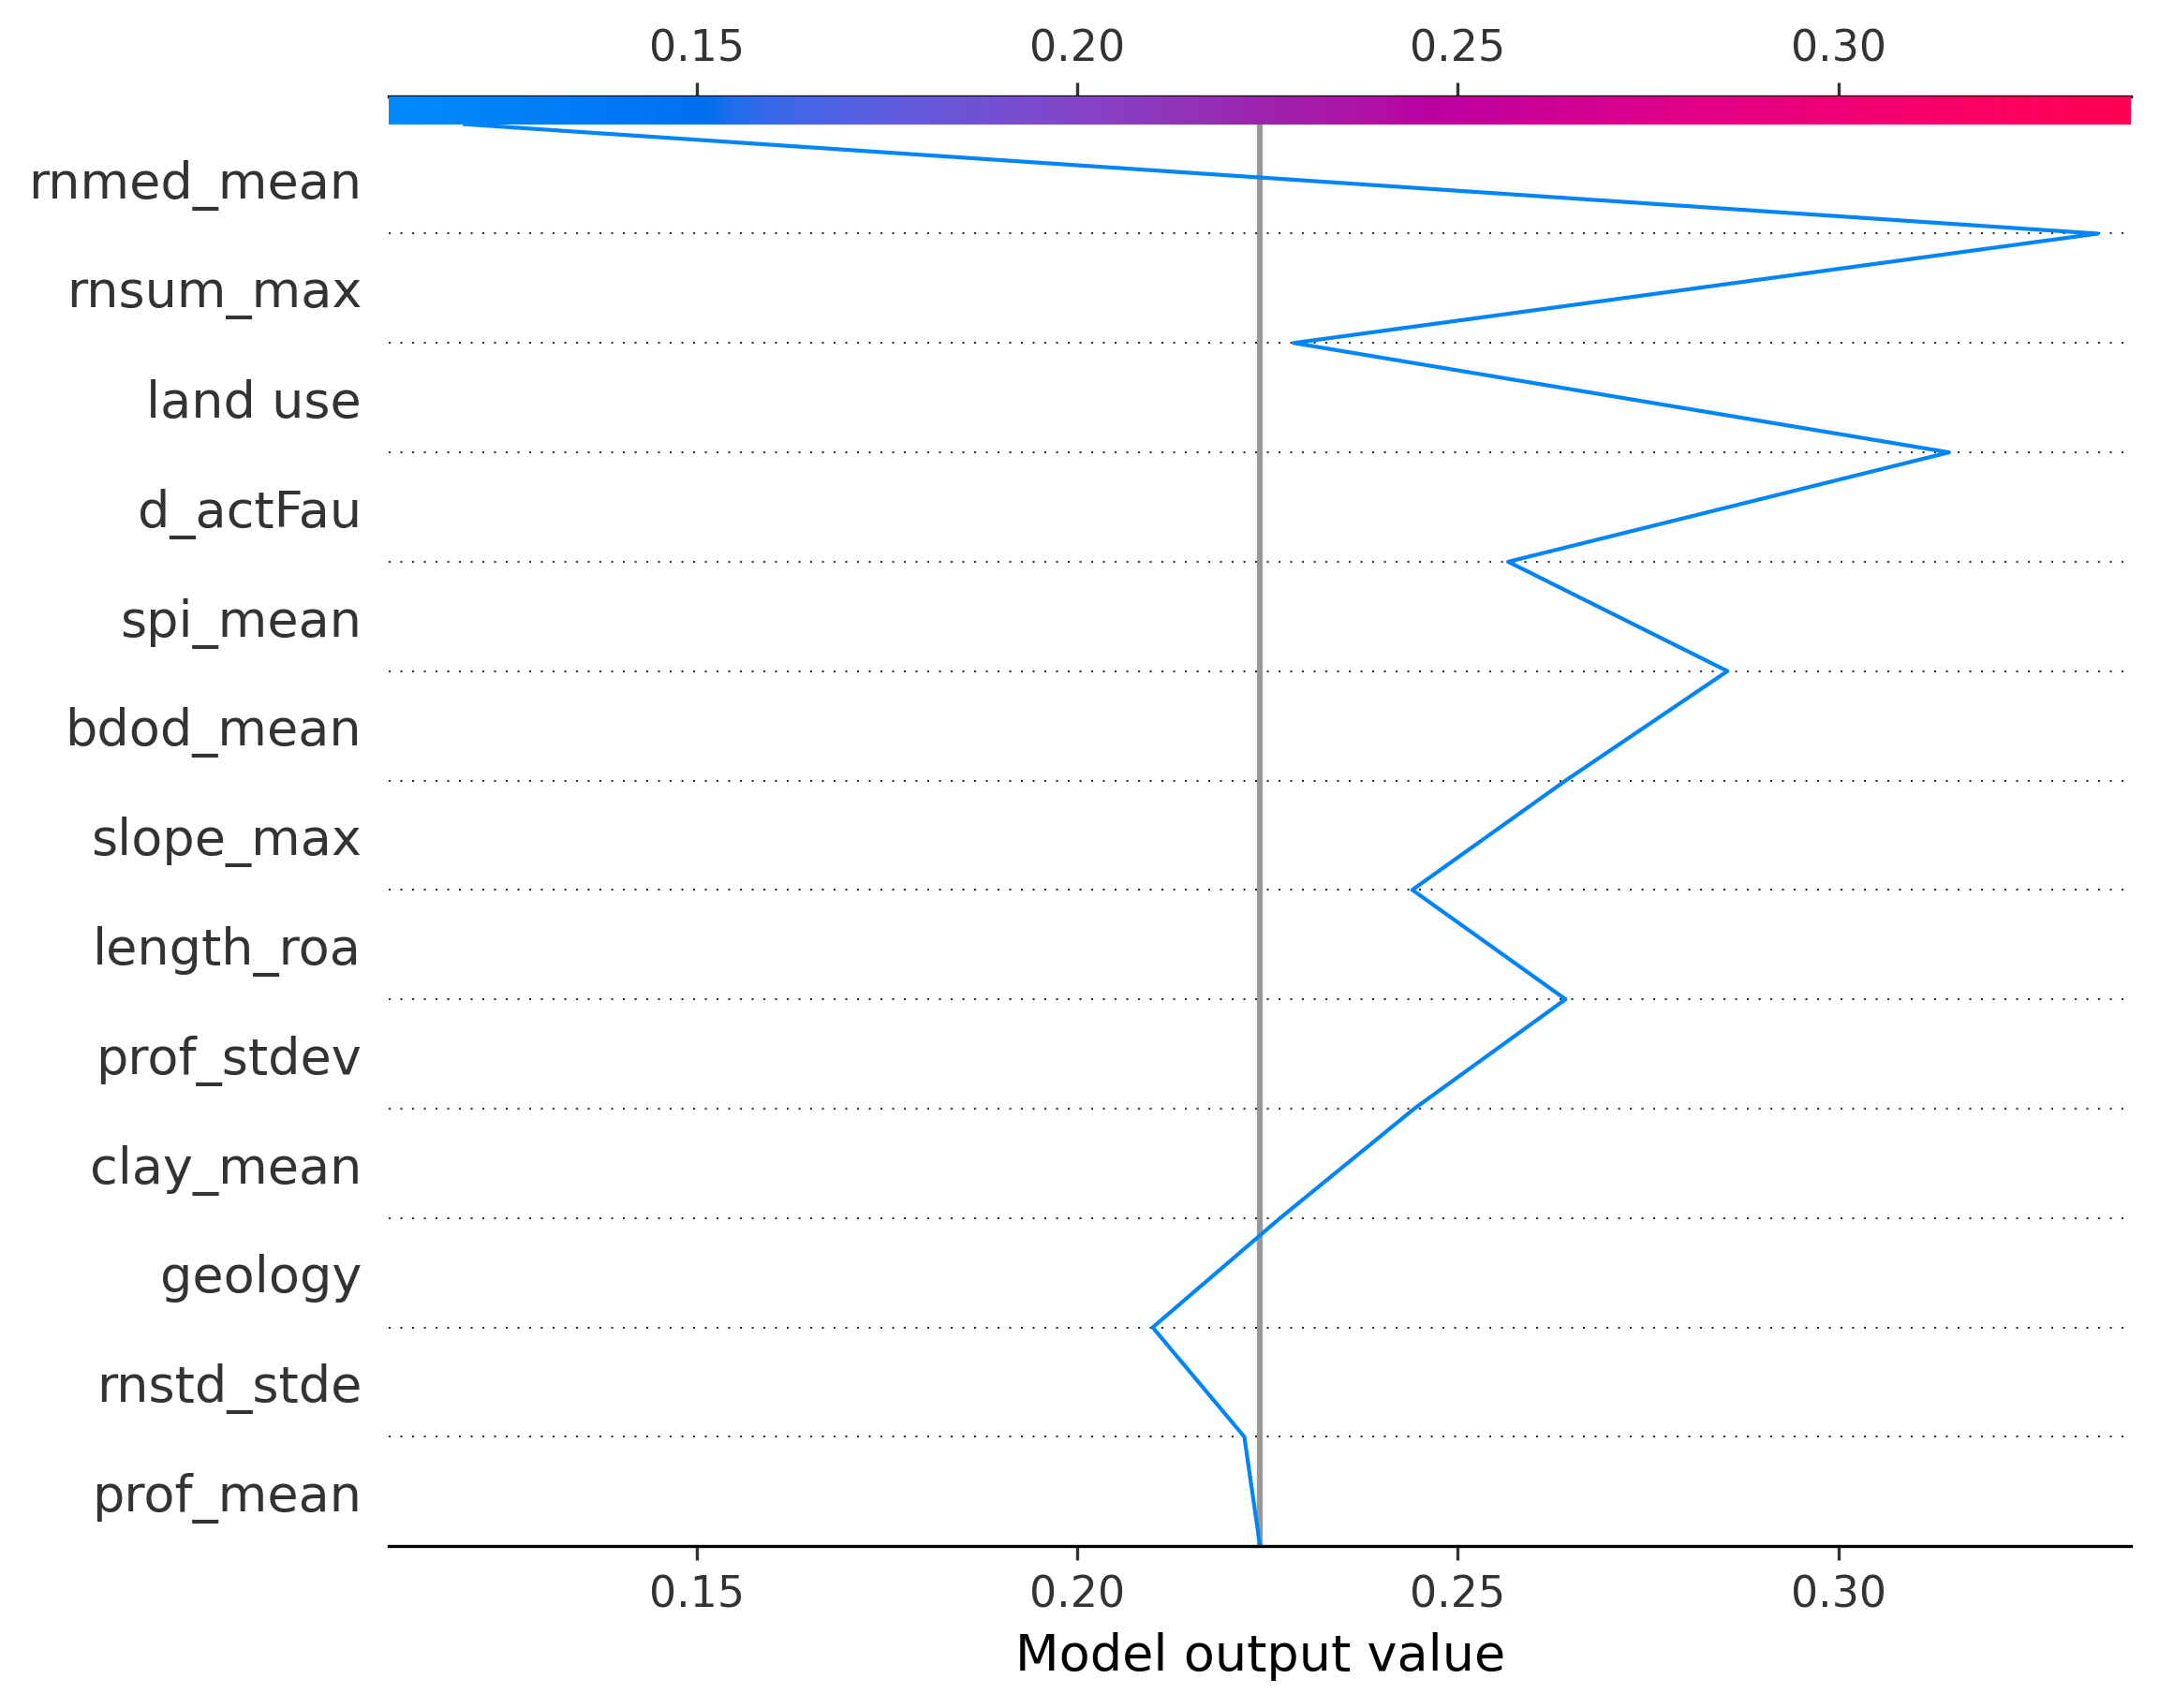 0.15 0.20 0.25 0.30
rnmed_mean
rnsum_max
land use
d_actFau
spi_mean
bdod_mean
slope_max
length_roa
prof_stdev
clay_mean
geology
rnstd_stde
prof_mean
0.15 0.20 0.25 0.30
Model output value